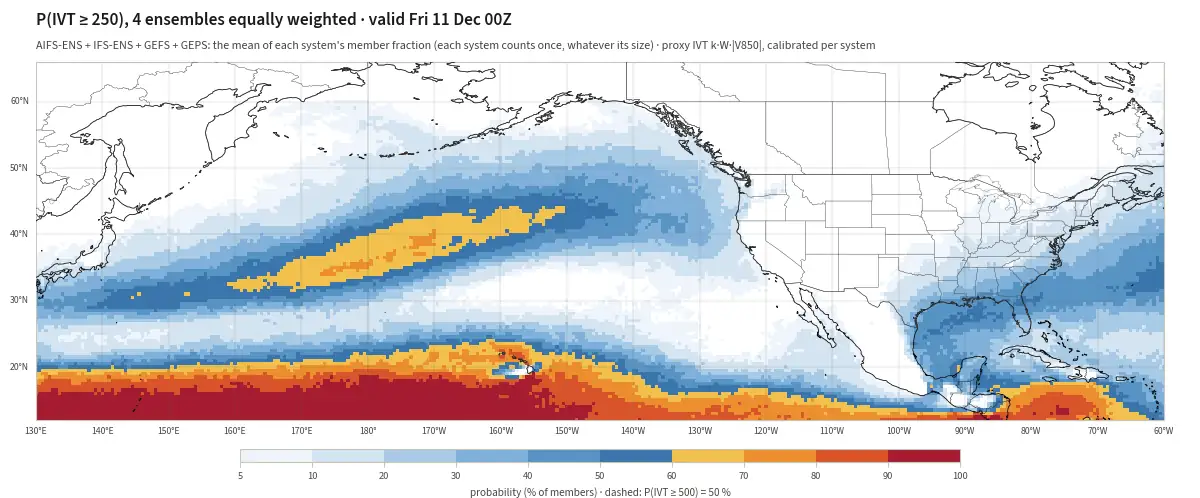 P(IVT ≥ 250), 4 ensembles equally weighted · valid Fri 11 Dec 00Z
AIFS-ENS + IFS-ENS + GEFS + GEPS: the mean of each system's member fraction (each system counts once, whatever its size) · proxy IVT k·W·|V850|, calibrated per system
60°N
50°N
40°N
30°N
20°N
130°E 140°E 150°E 160°E 170°E 180° 170°W 160°W 150°W 140°W 130°W 120°W 110°W 100°W 90°W 80°W 70°W 60°W
5 10 20 30 40 50 60 70 80 90 100
probability (% of members) · dashed: P(IVT ≥ 500) = 50 %